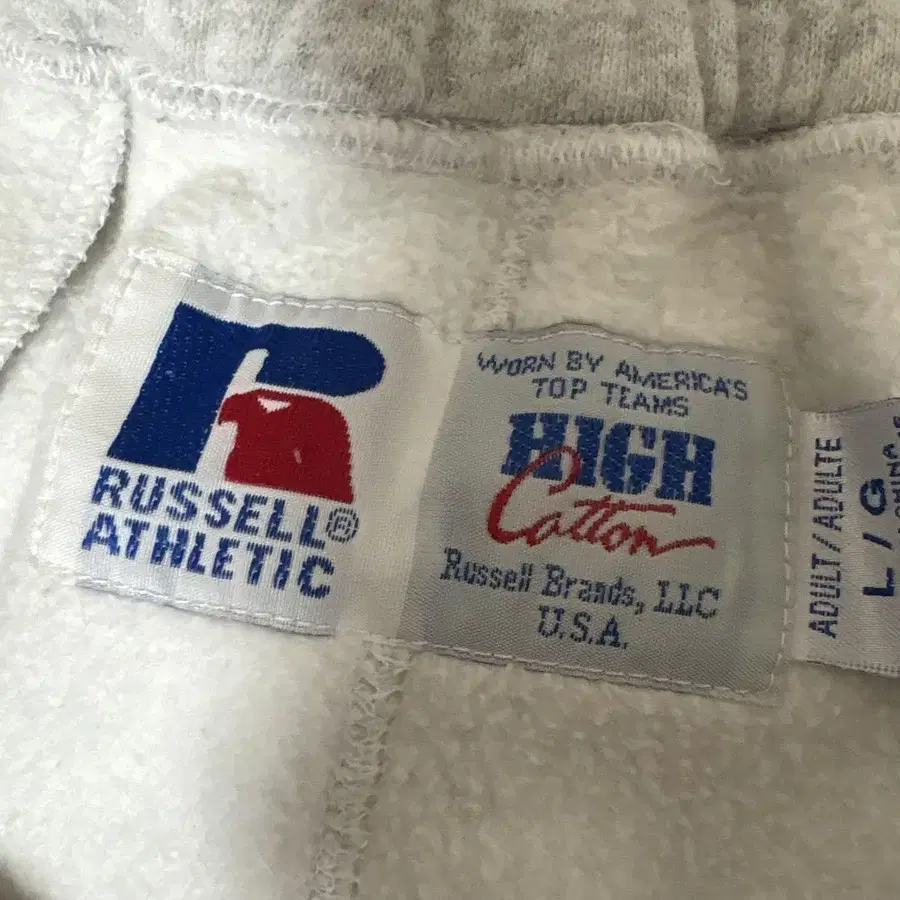 RUSSELL®
ATHLETIC
WORN BY AMERICA'S
TOP TEAMS
HIGH
Cotton
Russell Brands, LLC
U.S.A.
ADULT / ADULTE
L / G